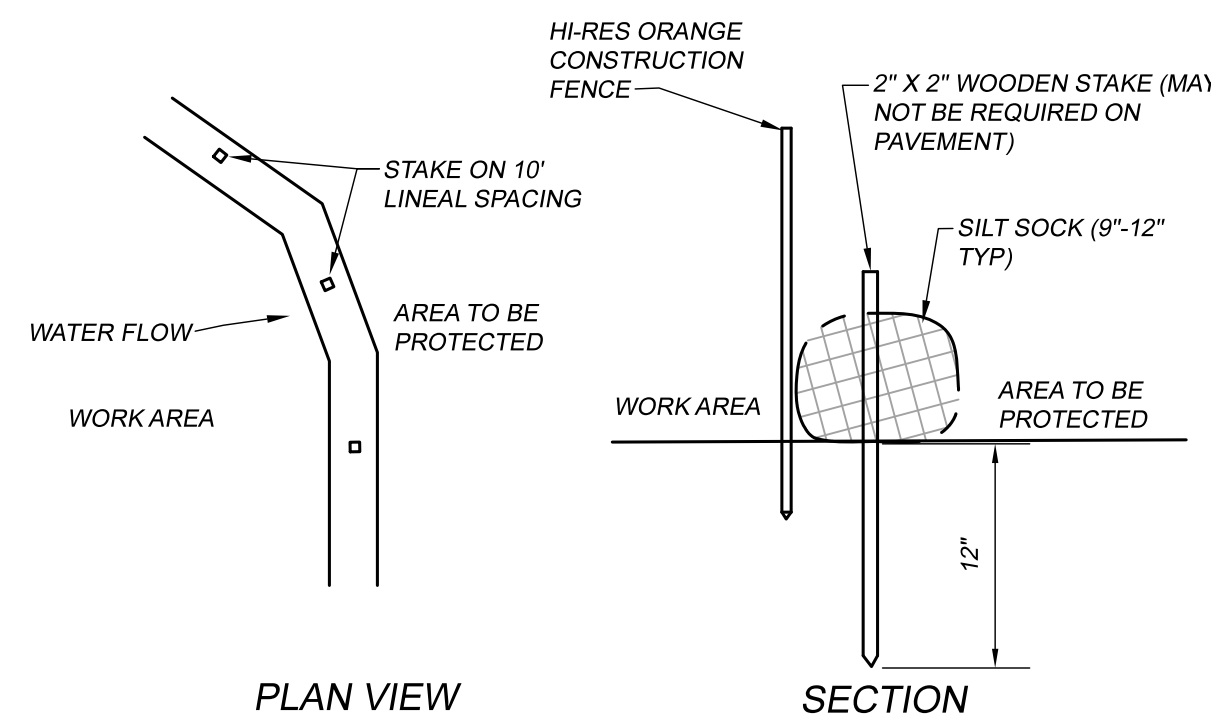 HI-RES ORANGE
CONSTRUCTION
FENCE
2" X 2" WOODEN STAKE (MAY
NOT BE REQUIRED ON
PAVEMENT)
STAKE ON 10'
LINEAL SPACING
SILT SOCK (9"-12"
TYP)
WATER FLOW
AREA TO BE
PROTECTED
WORK AREA
WORK AREA
AREA TO BE
PROTECTED
12"
PLAN VIEW
SECTION